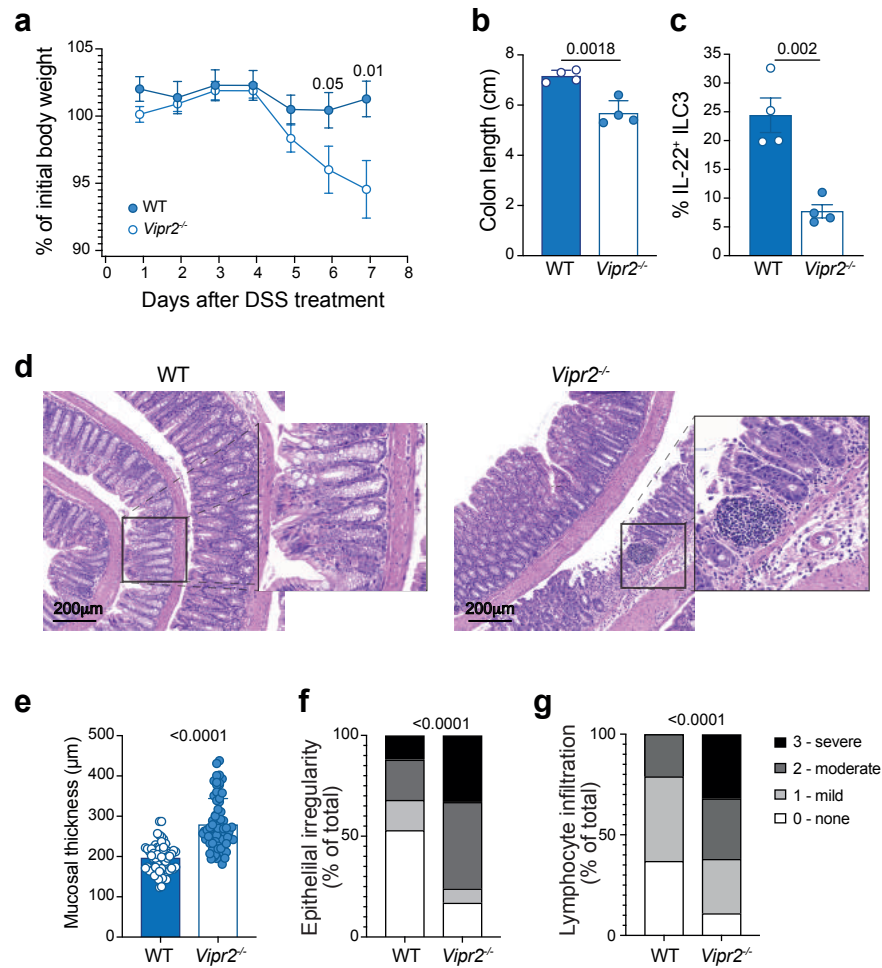 a
% of initial body weight
105
100
95
90
0.05
0.01
WT
Vipr2-/-
0 1 2 3 4 5 6 7 8
Days after DSS treatment
b
Colon length (cm)
8
6
4
2
0
0.0018
WT Vipr2-/-
c
% IL-22+ ILC3
35
30
25
20
15
10
5
0
0.002
WT Vipr2-/-
d
WT
200µm
Vipr2-/-
200µm
e
Mucosal thickness (µm)
500
400
300
200
100
0
<0.0001
WT Vipr2-/-
f
Epithelilal irregularity
(% of total)
100
50
0
<0.0001
WT Vipr2-/-
g
Lymphocyte infiltration
(% of total)
100
50
0
<0.0001
WT Vipr2-/-
3 - severe
2 - moderate
1 - mild
0 - none